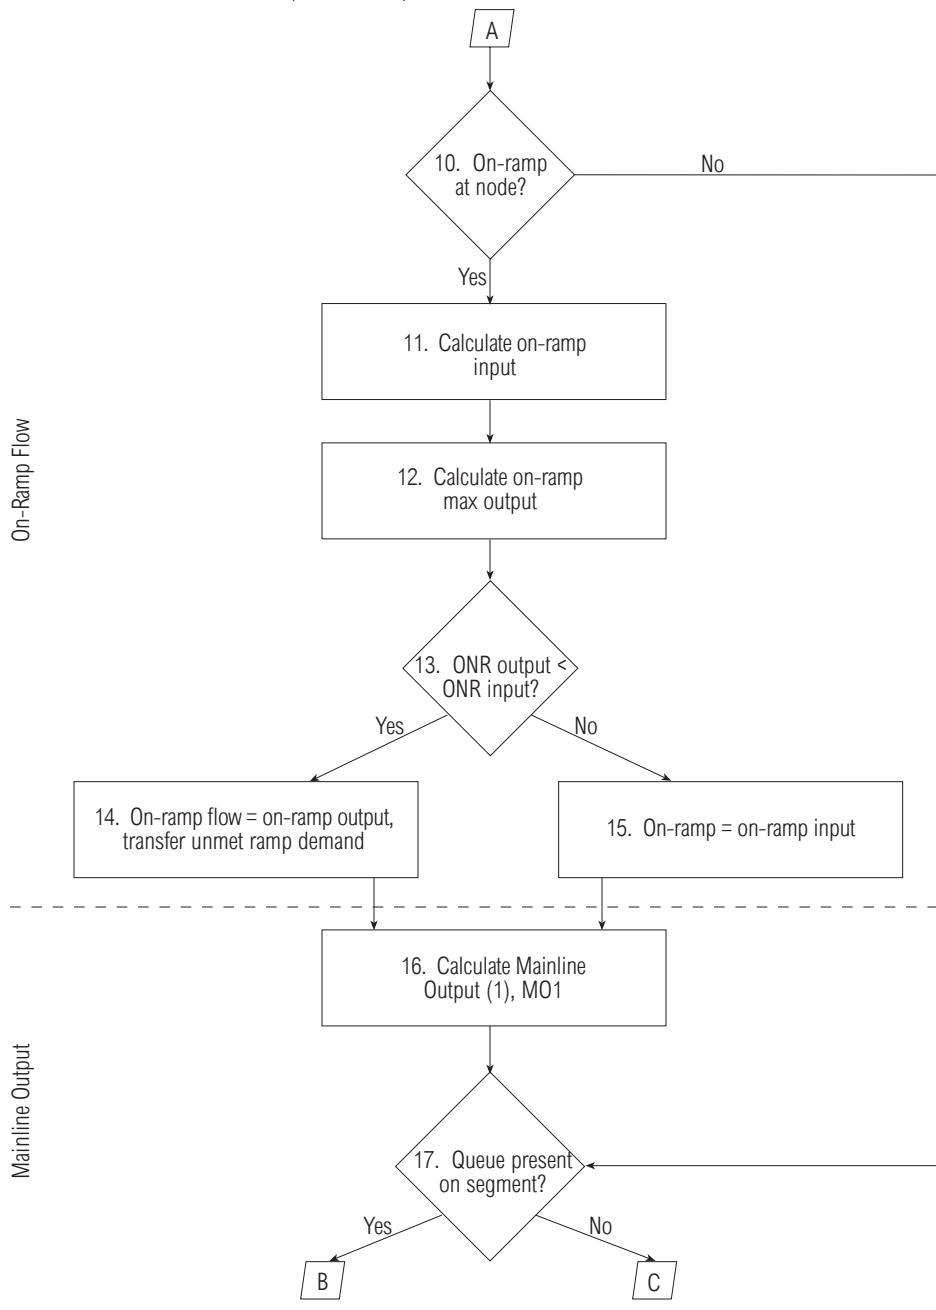 A
10. On-ramp
at node?
No
Yes
11. Calculate on-ramp
input
On-Ramp Flow
12. Calculate on-ramp
max output
13. ONR output <
ONR input?
Yes
No
14. On-ramp flow = on-ramp output,
transfer unmet ramp demand
15. On-ramp = on-ramp input
16. Calculate Mainline
Output (1), MO1
Mainline Output
17. Queue present
on segment?
Yes
No
B
C